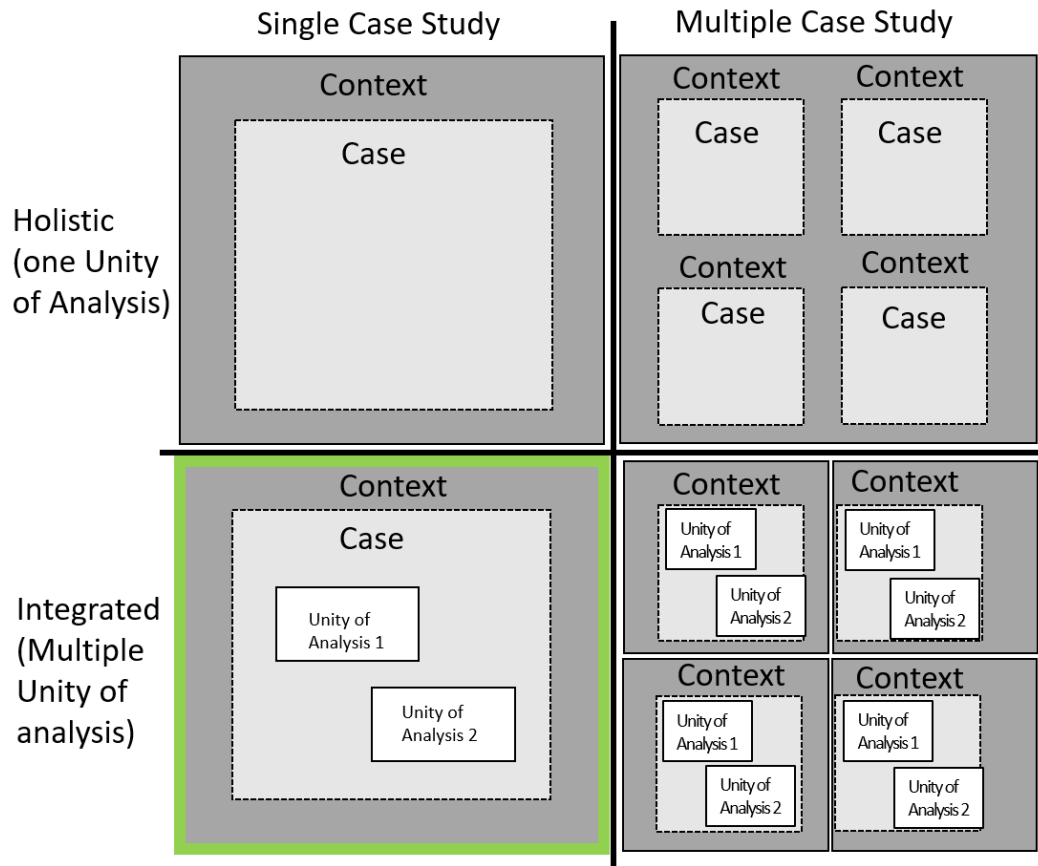 Single Case Study
Multiple Case Study
Holistic
(one Unity
of Analysis)
Context
Case
Context
Context
Case
Case
Context
Context
Case
Case
Integrated
(Multiple
Unity of
analysis)
Context
Case
Unity of
Analysis 1
Unity of
Analysis 2
Context
Unity of
Analysis 1
Unity of
Analysis 2
Context
Unity of
Analysis 1
Unity of
Analysis 2
Context
Unity of
Analysis 1
Unity of
Analysis 2
Context
Unity of
Analysis 1
Unity of
Analysis 2